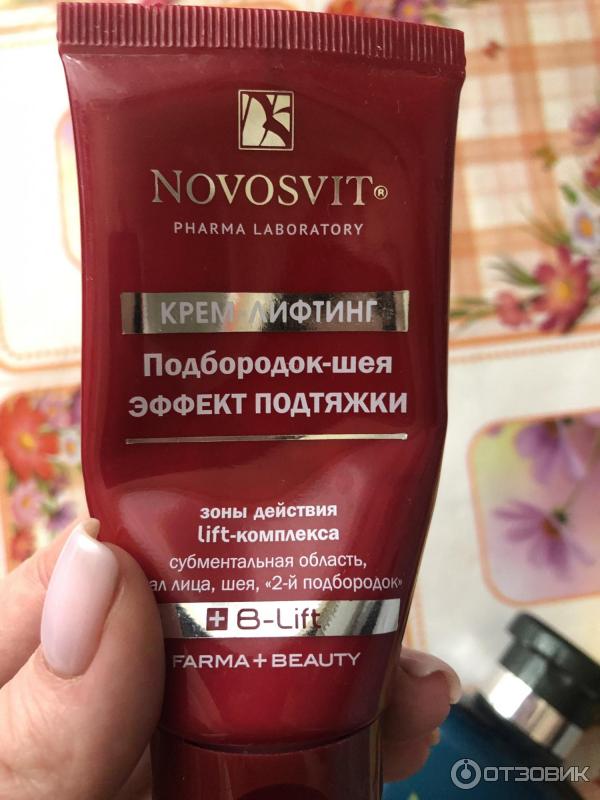 NOVOSVIT®
PHARMA LABORATORY
КРЕМ ЛИФТИНГ
Подбородок-шея
ЭФФЕКТ ПОДТЯЖКИ
зоны действия
lift-комплекса
субментальная область,
ал лица, шея, «2-й подбородок»
B-Lift
FARMA+BEAUTY
ОТЗОВИК